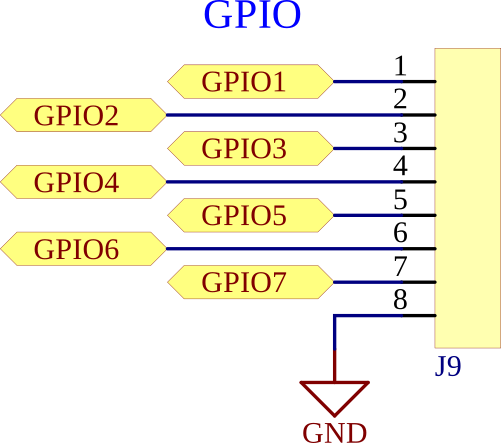 GPIO
GPIO1 1
GPIO2 2
GPIO3 3
GPIO4 4
GPIO5 5
GPIO6 6
GPIO7 7
8
J9
GND